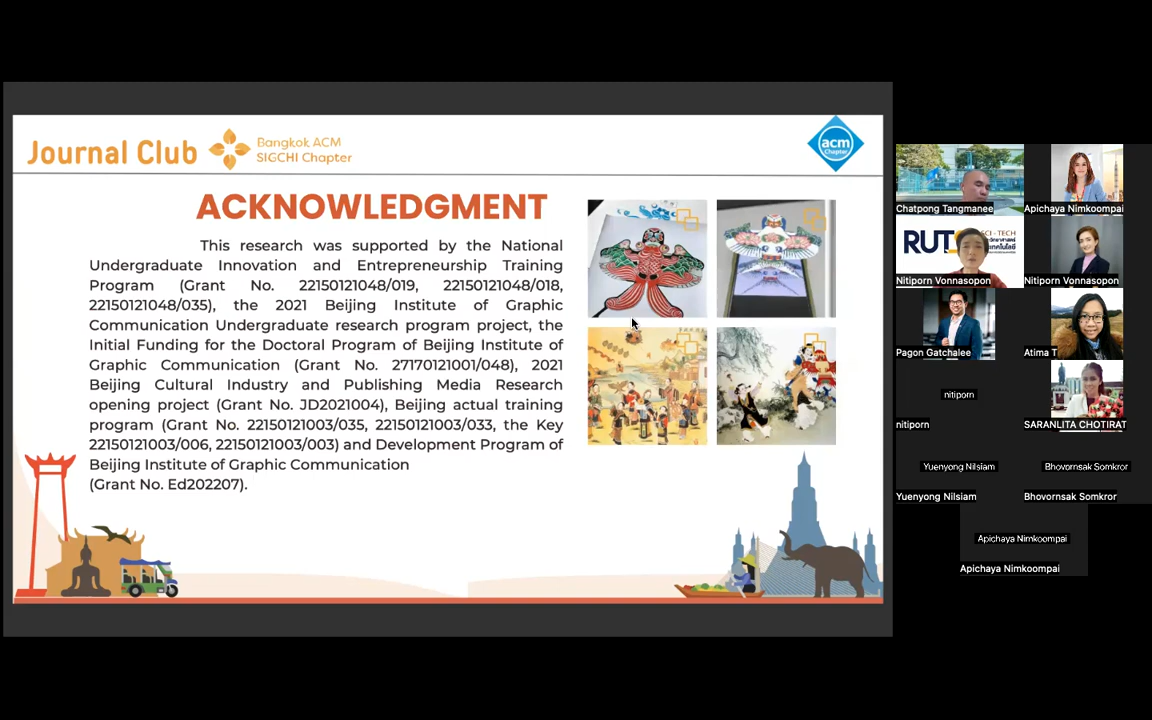 Journal Club
Bangkok ACM
SIGCHI Chapter
acm
Chapter
ACKNOWLEDGMENT
This research was supported by the National
Undergraduate Innovation and Entrepreneurship Training
Program (Grant No. 22150121048/019, 22150121048/018,
22150121048/035), the 2021 Beijing Institute of Graphic
Communication Undergraduate research program project, the
Initial Funding for the Doctoral Program of Beijing Institute of
Graphic Communication (Grant No. 27170121001/048), 2021
Beijing Cultural Industry and Publishing Media Research
opening project (Grant No. JD2021004), Beijing actual training
program (Grant No. 22150121003/035, 22150121003/033, the Key
22150121003/006, 22150121003/003) and Development Program of
Beijing Institute of Graphic Communication
(Grant No. Ed202207).
Chatpong Tangmanee
Apichaya Nimkoompai
RUT
SCI - TECH
Nitiporn Vonnasopon
Nitiporn Vonnasopon
Pagon Gatchalee
Atima T
nitiporn
nitiporn
SARANLITA CHOTIRAT
Yuenyong Nilsiam
Yuenyong Nilsiam
Bhovornsak Somkror
Bhovornsak Somkror
Apichaya Nimkoompai
Apichaya Nimkoompai